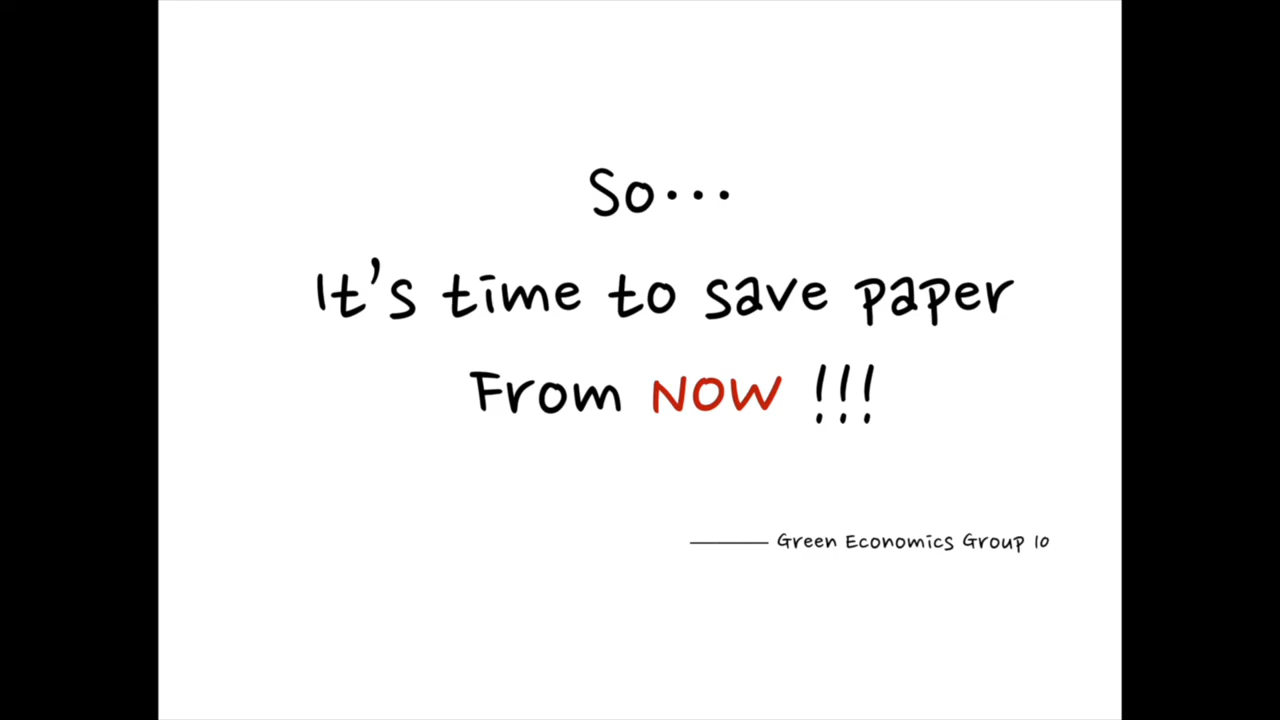 So···
It's time to save paper
From NOW !!!
——— Green Economics Group 10